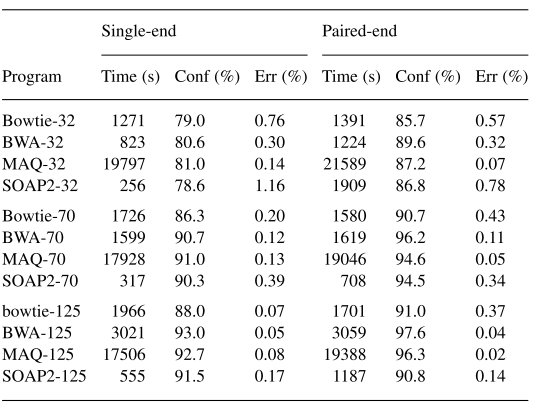 Single-end Paired-end
Program Time (s) Conf (%) Err (%) Time (s) Conf (%) Err (%)
Bowtie-32 1271 79.0 0.76 1391 85.7 0.57
BWA-32 823 80.6 0.30 1224 89.6 0.32
MAQ-32 19797 81.0 0.14 21589 87.2 0.07
SOAP2-32 256 78.6 1.16 1909 86.8 0.78
Bowtie-70 1726 86.3 0.20 1580 90.7 0.43
BWA-70 1599 90.7 0.12 1619 96.2 0.11
MAQ-70 17928 91.0 0.13 19046 94.6 0.05
SOAP2-70 317 90.3 0.39 708 94.5 0.34
bowtie-125 1966 88.0 0.07 1701 91.0 0.37
BWA-125 3021 93.0 0.05 3059 97.6 0.04
MAQ-125 17506 92.7 0.08 19388 96.3 0.02
SOAP2-125 555 91.5 0.17 1187 90.8 0.14